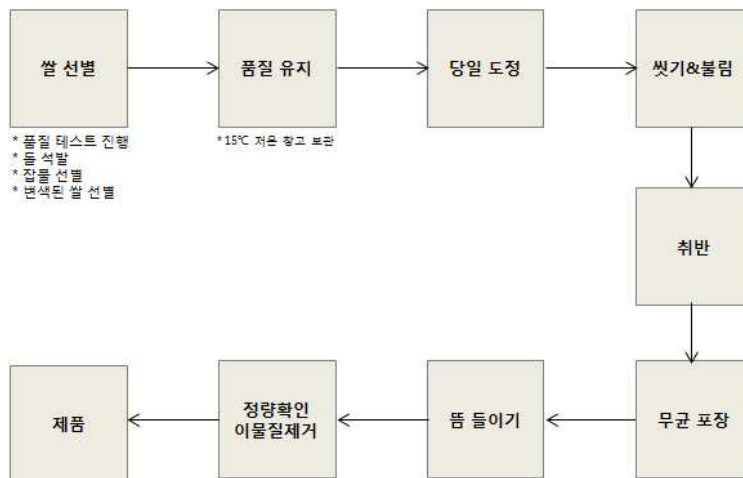 쌀 선별
품질 유지
당일 도정
씻기&불림
* 품질 테스트 진행
* 돌 석발
* 잡물 선별
* 변색된 쌀 선별
* 15℃ 저온 창고 보관
취반
무균 포장
뜸 들이기
정량확인
이물질제거
제품